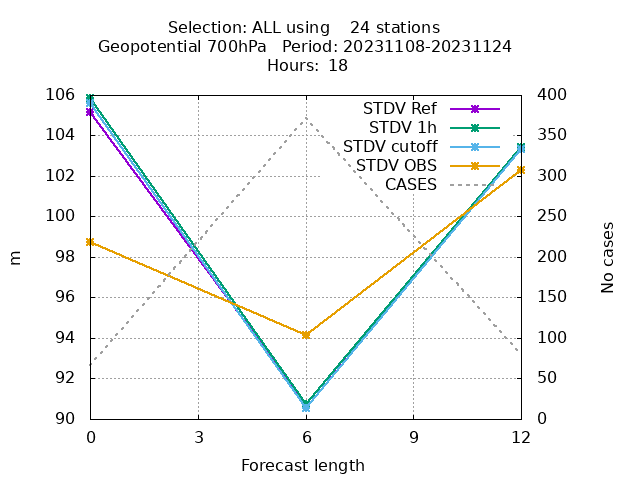 Selection: ALL using    24 stations
Geopotential 700hPa   Period: 20231108-20231124
Hours:  18
STDV Ref
STDV 1h
STDV cutoff
STDV OBS
CASES
106
104
102
100
98
96
94
92
90
400
350
300
250
200
150
100
50
0
m
No cases
0 3 6 9 12
Forecast length